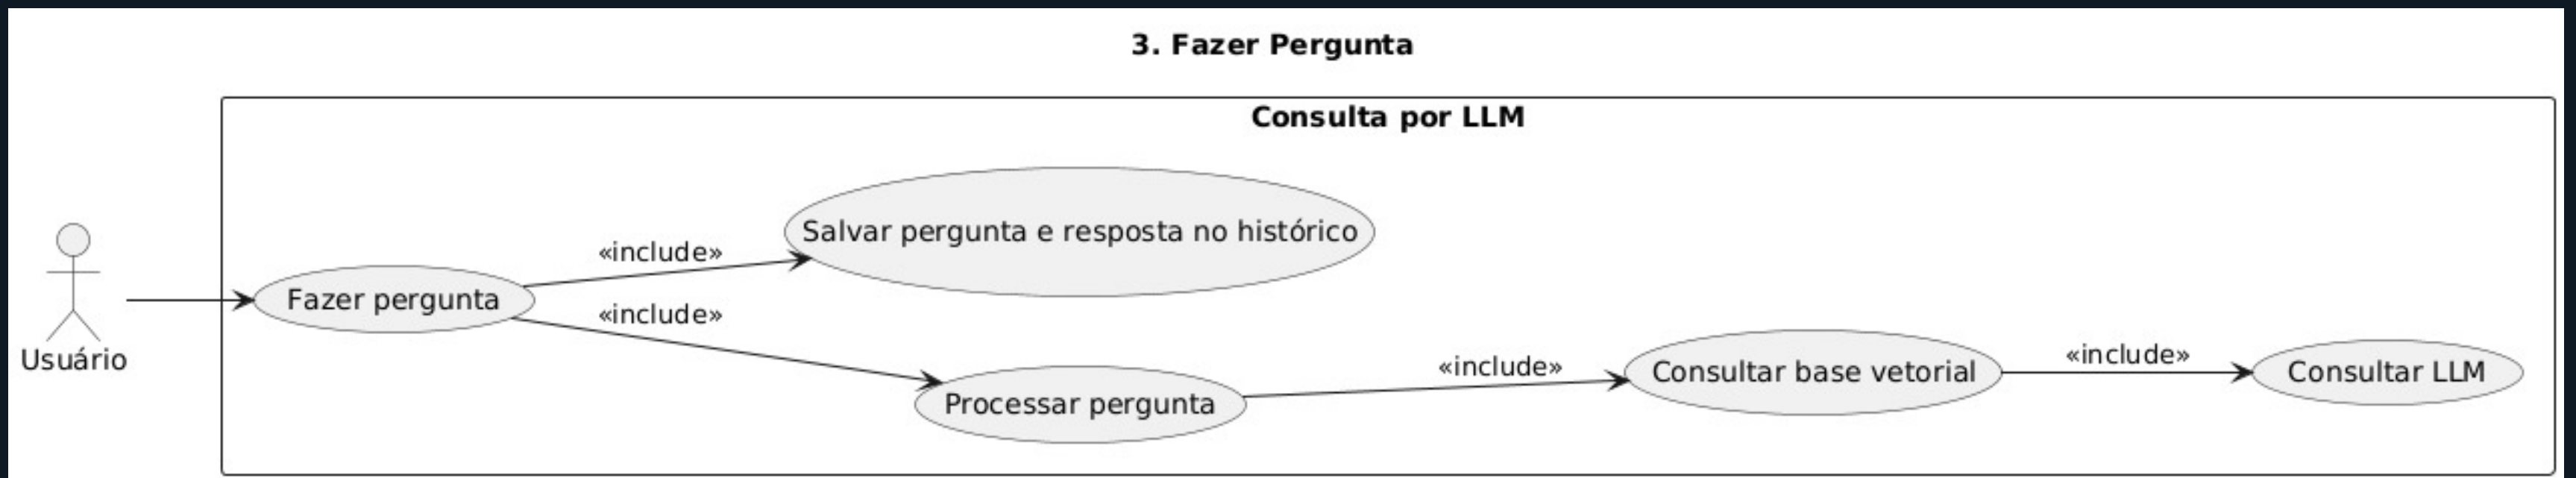 3. Fazer Pergunta
Consulta por LLM
Salvar pergunta e resposta no histórico
«include»
Fazer pergunta
«include»
Usuário
«include»
Consultar base vetorial
«include»
Consultar LLM
Processar pergunta